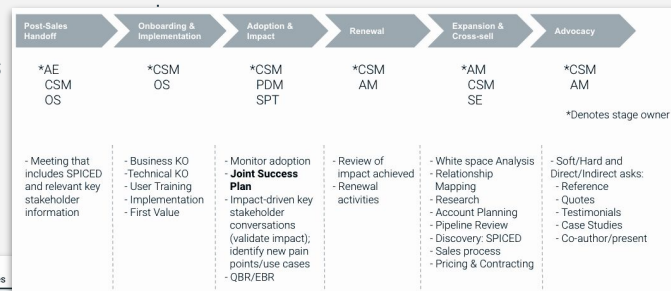 Post-Sales
Handoff
Onboarding &
Implementation
Adoption &
Impact
Renewal
Expansion &
Cross-sell
Advocacy
*AE
CSM
OS
*CSM
OS
*CSM
PDM
SPT
*CSM
AM
*AM
CSM
SE
*CSM
AM
*Denotes stage owner
- Meeting that
includes SPICED
and relevant key
stakeholder
information
- Business KO
-Technical KO
- User Training
- Implementation
- First Value
- Monitor adoption
- Joint Success
Plan
- Impact-driven key
stakeholder
conversations
(validate impact);
identify new pain
points/use cases
- QBR/EBR
- Review of
impact achieved
- Renewal
activities
- White space Analysis
- Relationship
Mapping
- Research
- Account Planning
- Pipeline Review
- Discovery: SPICED
- Sales process
- Pricing & Contracting
- Soft/Hard and
Direct/Indirect asks:
- Reference
- Quotes
- Testimonials
- Case Studies
- Co-author/present